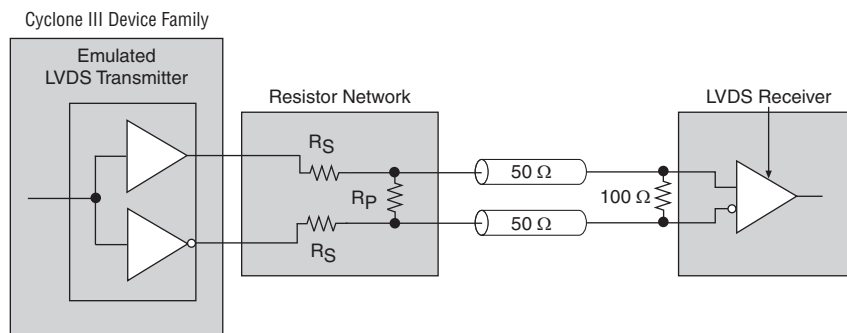 Cyclone III Device Family
Emulated
LVDS Transmitter
Resistor Network
LVDS Receiver
RS
50 Ω
RP
100 Ω
50 Ω
RS